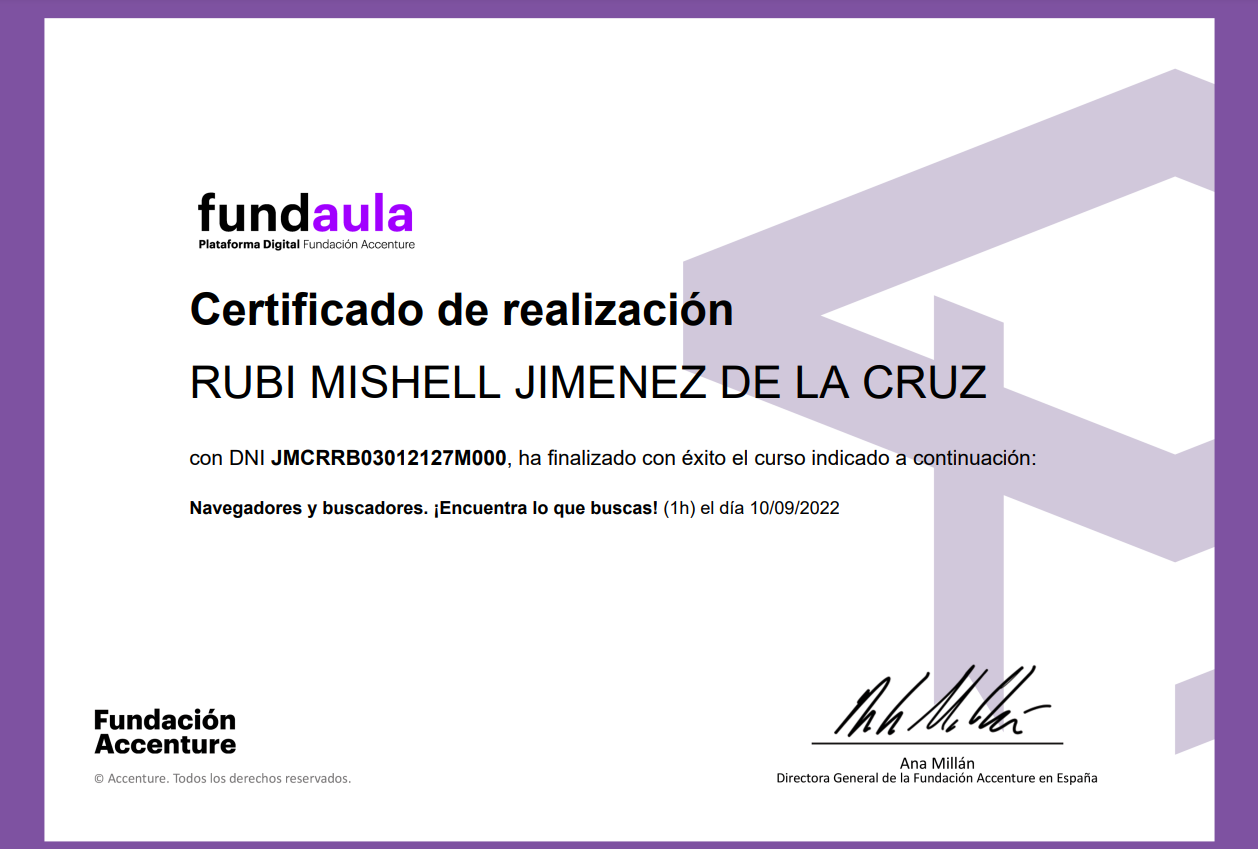 fundaula
Plataforma Digital Fundación Accenture
Certificado de realización
RUBI MISHELL JIMENEZ DE LA CRUZ
con DNI JMCRRB03012127M000, ha finalizado con éxito el curso indicado a continuación:
Navegadores y buscadores. ¡Encuentra lo que buscas! (1h) el día 10/09/2022
Fundación
Accenture
© Accenture. Todos los derechos reservados.
Ana Millán
Directora General de la Fundación Accenture en España